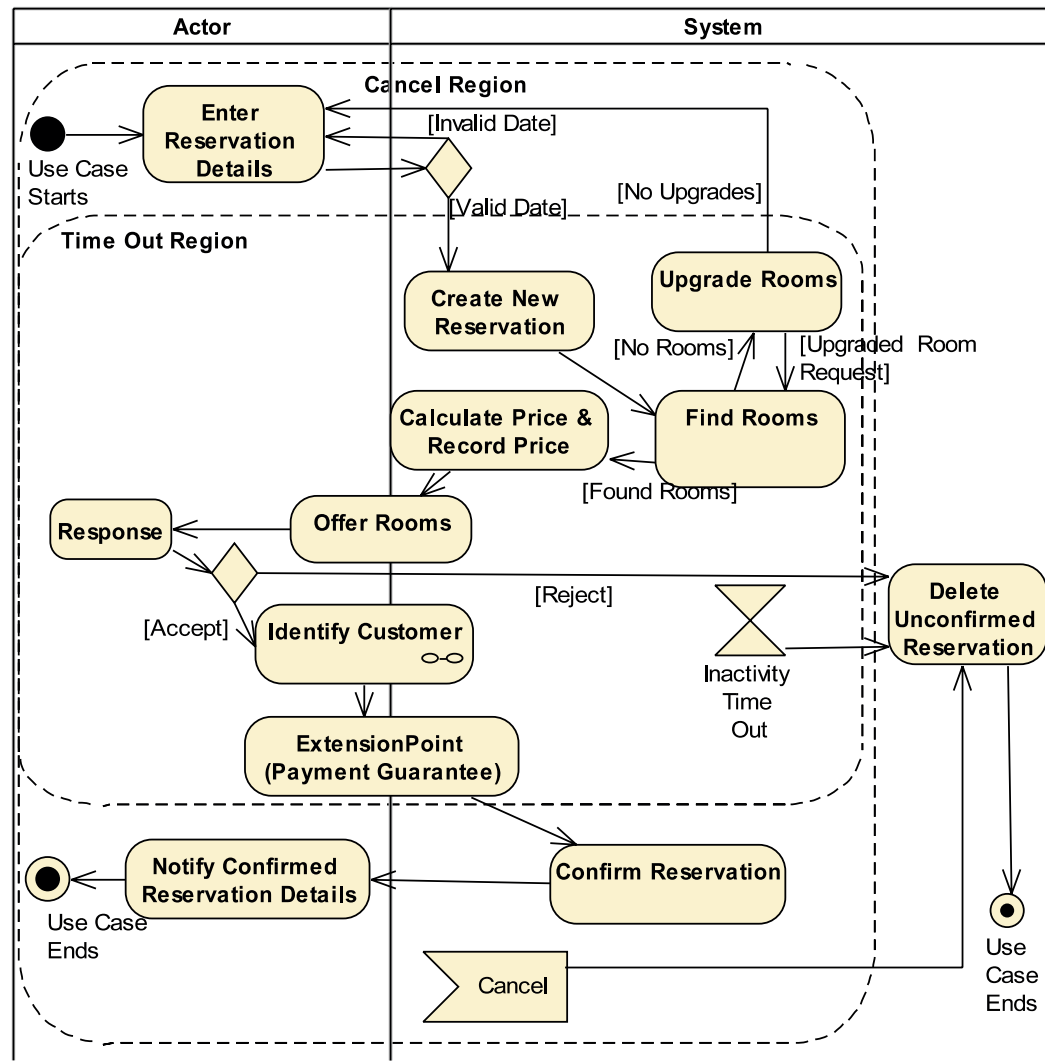 Actor
System
Cancel Region
Enter
Reservation
Details
[Invalid Date]
Use Case
Starts
[No Upgrades]
[Valid Date]
Time Out Region
Upgrade Rooms
Create New
Reservation
[No Rooms]
[Upgraded Room
Request]
Calculate Price &
Record Price
Find Rooms
[Found Rooms]
Response
Offer Rooms
[Reject]
Delete
Unconfirmed
Reservation
[Accept]
Identify Customer
Inactivity
Time
Out
ExtensionPoint
(Payment Guarantee)
Notify Confirmed
Reservation Details
Confirm Reservation
Use Case
Ends
Cancel
Use
Case
Ends